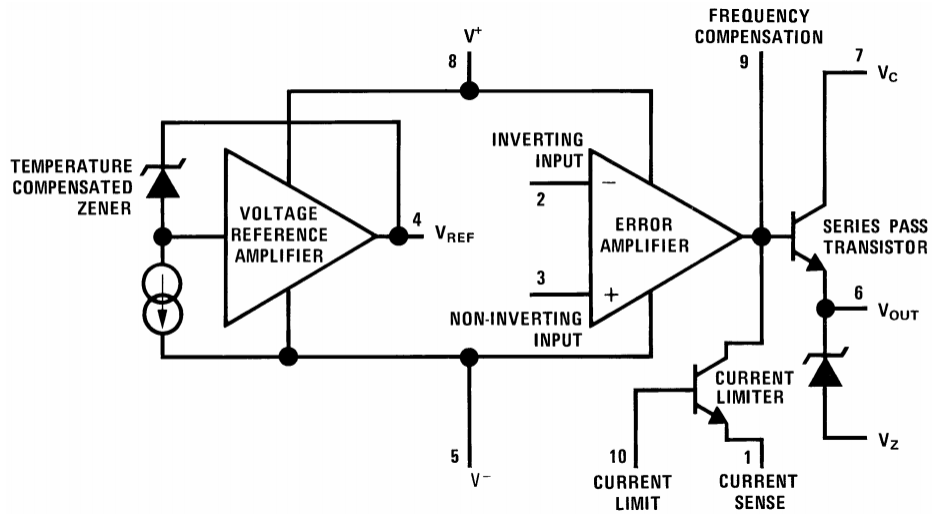 FREQUENCY
COMPENSATION
V+
8
9
7
VC
TEMPERATURE
COMPENSATED
ZENER
VOLTAGE
REFERENCE
AMPLIFIER
4
VREF
INVERTING
INPUT
2
−
ERROR
AMPLIFIER
3
+
NON-INVERTING
INPUT
SERIES PASS
TRANSISTOR
6
VOUT
CURRENT
LIMITER
VZ
5
V−
10
CURRENT
LIMIT
1
CURRENT
SENSE